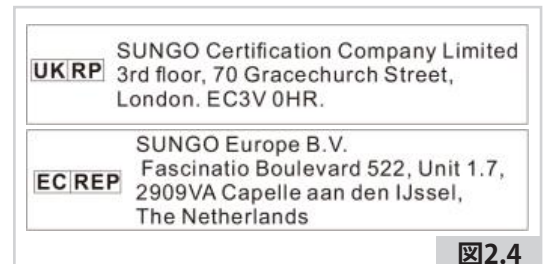 UK RP
SUNGO Certification Company Limited
3rd floor, 70 Gracechurch Street,
London. EC3V 0HR.
EC REP
SUNGO Europe B.V.
Fascinatio Boulevard 522, Unit 1.7,
2909VA Capelle aan den IJssel,
The Netherlands
図2.4